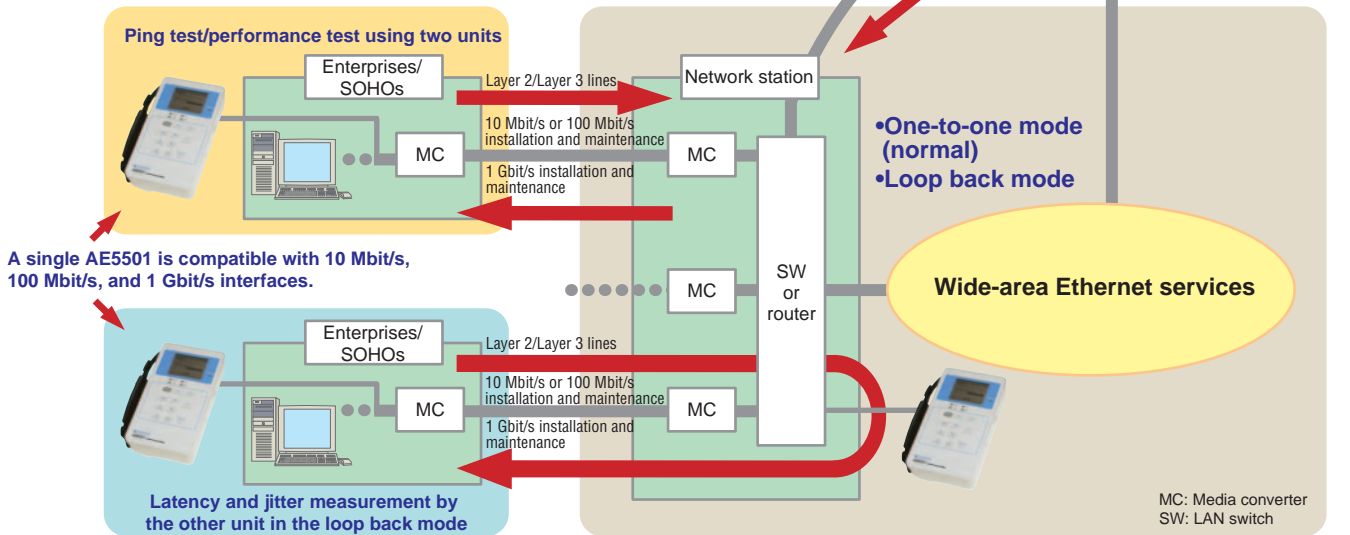 Ping test/performance test using two units
Enterprises/
SOHOs
Layer 2/Layer 3 lines
10 Mbit/s or 100 Mbit/s
installation and maintenance
1 Gbit/s installation and
maintenance
MC
Network station
MC
•One-to-one mode
(normal)
•Loop back mode
A single AE5501 is compatible with 10 Mbit/s,
100 Mbit/s, and 1 Gbit/s interfaces.
MC
SW
or
router
Wide-area Ethernet services
Enterprises/
SOHOs
Layer 2/Layer 3 lines
10 Mbit/s or 100 Mbit/s
installation and maintenance
1 Gbit/s installation and
maintenance
MC
MC
Latency and jitter measurement by
the other unit in the loop back mode
MC: Media converter
SW: LAN switch